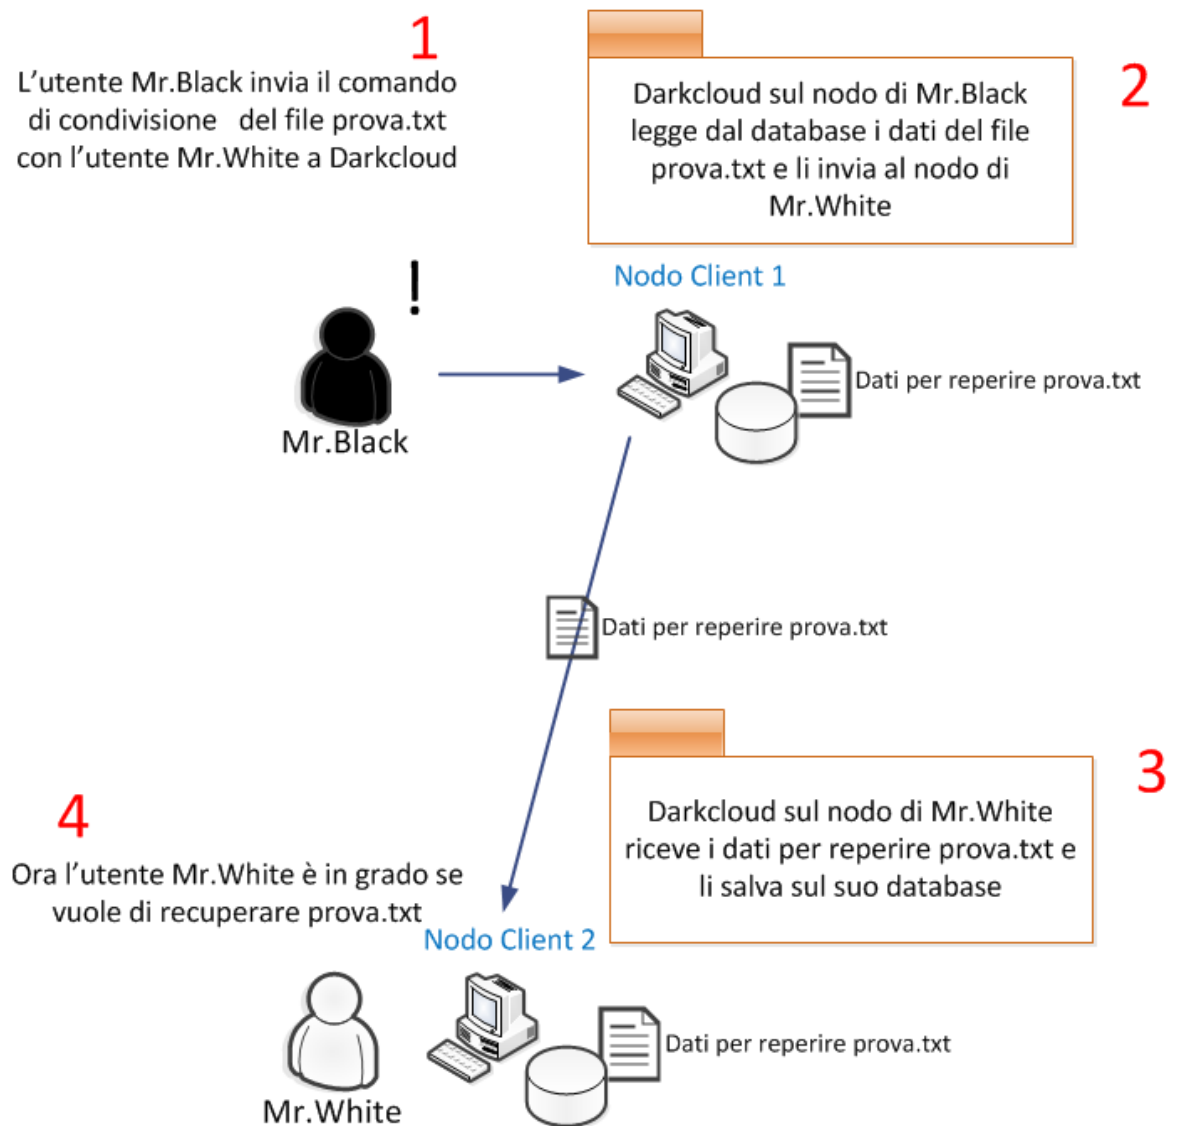 1
L'utente Mr.Black invia il comando
di condivisione del file prova.txt
con l'utente Mr.White a Darkcloud
2
Darkcloud sul nodo di Mr.Black
legge dal database i dati del file
prova.txt e li invia al nodo di
Mr.White
!
Mr.Black
Nodo Client 1
Dati per reperire prova.txt
Dati per reperire prova.txt
3
Darkcloud sul nodo di Mr.White
riceve i dati per reperire prova.txt e
li salva sul suo database
4
Ora l'utente Mr.White è in grado se
vuole di recuperare prova.txt
Nodo Client 2
Mr.White
Dati per reperire prova.txt